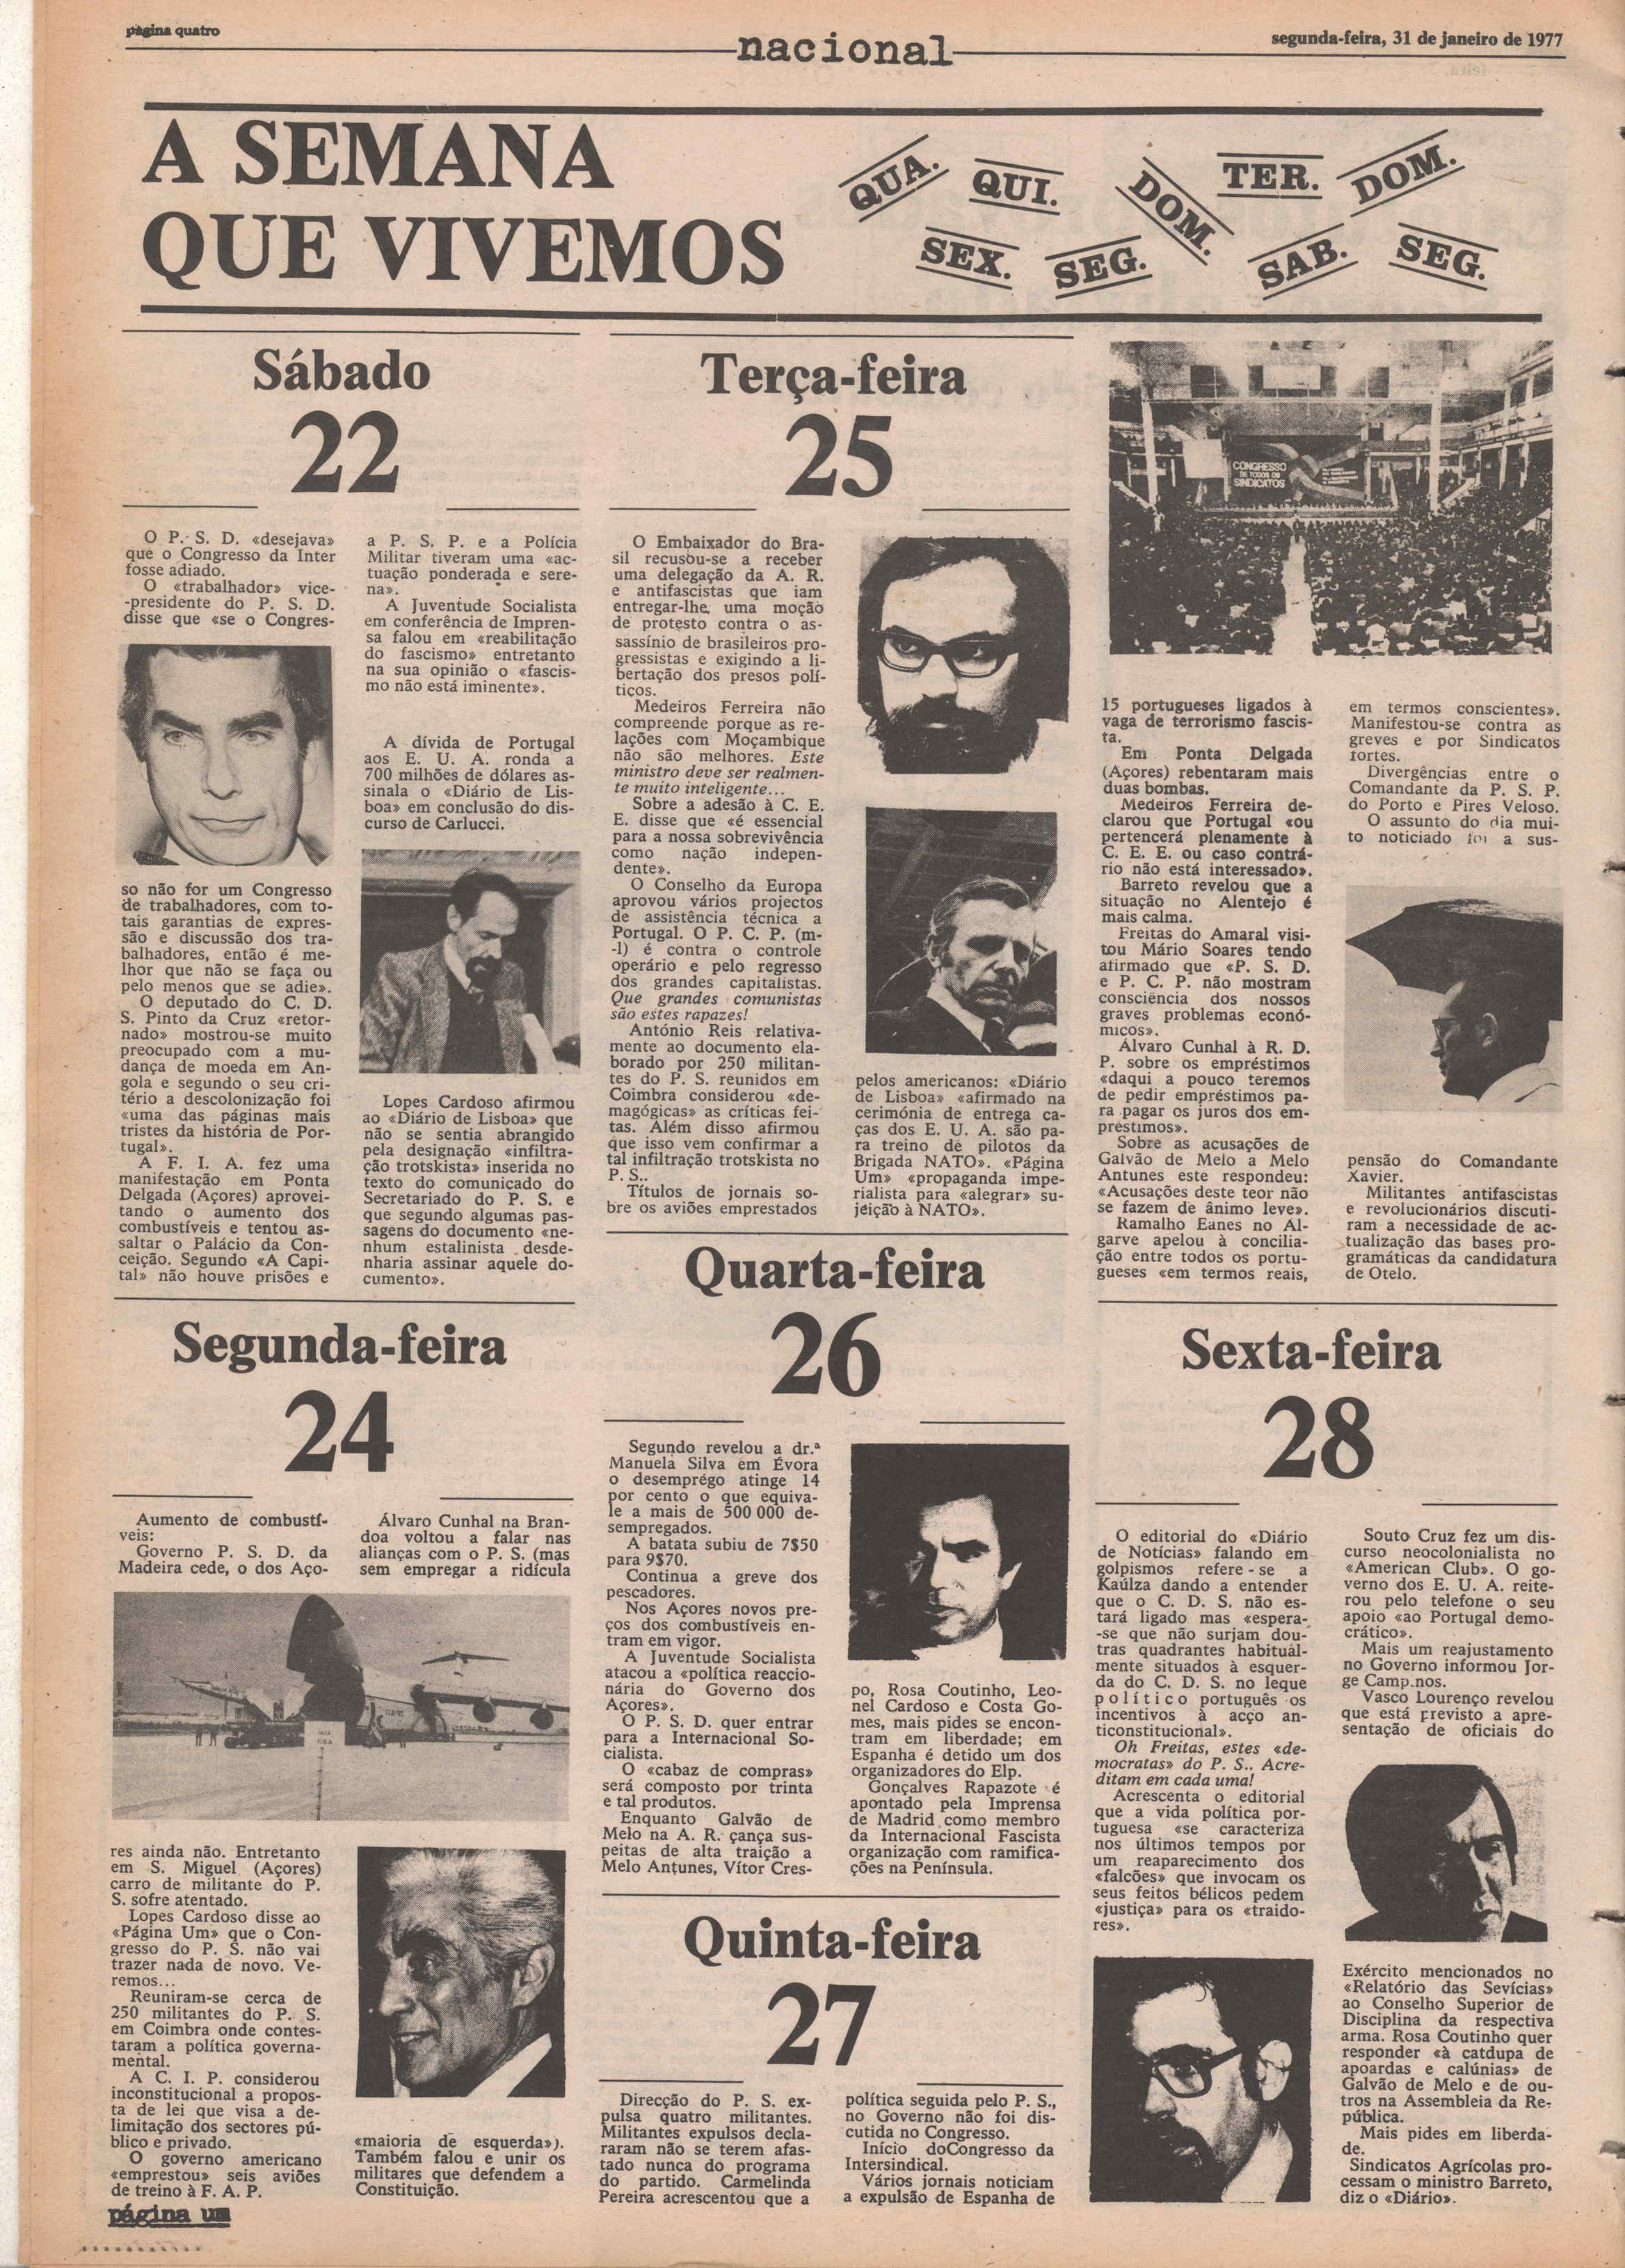 página quatro
nacional
segunda-feira, 31 de janeiro de 1977
A SEMANA
QUE VIVEMOS
QUA.
QUI.
DOM.
TER.
DOM.
SEX.
SEG.
SAB.
SEG.
Sábado
22
O P. S. D. «desejava»
que o Congresso da Inter
fosse adiado.
O «trabalhador» vice-
-presidente do P. S. D.
disse que «se o Congres-
so não for um Congresso
de trabalhadores, com to-
tais garantias de expres-
são e discussão dos tra-
balhadores, então é me-
lhor que não se faça ou
pelo menos que se adie».
O deputado do C. D.
S. Pinto da Cruz «retor-
nado» mostrou-se muito
preocupado com a mu-
dança de moeda em An-
gola e segundo o seu cri-
tério a descolonização foi
«uma das páginas mais
tristes da história de Por-
tugal».
A F. I. A. fez uma
manifestação em Ponta
Delgada (Açores) aprovei-
tando o aumento dos
combustíveis e tentou as-
saltar o Palácio da Con-
ceição. Segundo «A Capi-
tal» não houve prisões e
a P. S. P. e a Polícia
Militar tiveram uma «ac-
tuação ponderada e sere-
na».
A Juventude Socialista
em conferência de Impren-
sa falou em «reabilitação
do fascismo» entretanto
na sua opinião o «fascis-
mo não está iminente».
A dívida de Portugal
aos E. U. A. ronda a
700 milhões de dólares as-
sinala o «Diário de Lis-
boa» em conclusão do dis-
curso de Carlucci.
Lopes Cardoso afirmou
ao «Diário de Lisboa» que
não se sentia abrangido
pela designação «infiltra-
ção trotskista» inserida no
texto do comunicado do
Secretariado do P. S. e
que segundo algumas pas-
sagens do documento «ne-
nhum estalinista desde-
nharia assinar aquele do-
cumento».
Segunda-feira
24
Aumento de combustí-
veis:
Governo P. S. D. da
Madeira cede, o dos Aço-
res ainda não. Entretanto
em S. Miguel (Açores)
carro de militante do P.
S. sofre atentado.
Lopes Cardoso disse ao
«Página Um» que o Con-
gresso do P. S. não vai
trazer nada de novo. Ve-
remos...
Reuniram-se cerca de
250 militantes do P. S.
em Coimbra onde contes-
taram a política governa-
mental.
A C. I. P. considerou
inconstitucional a propos-
ta de lei que visa a de-
limitação dos sectores pú-
blico e privado.
O governo americano
«emprestou» seis aviões
de treino à F. A. P.
Álvaro Cunhal na Bran-
doa voltou a falar nas
alianças com o P. S. (mas
sem empregar a ridícula
«maioria de esquerda»).
Também falou e unir os
militares que defendem a
Constituição.
Terça-feira
25
O Embaixador do Bra-
sil recusou-se a receber
uma delegação da A. R.
e antifascistas que iam
entregar-lhe uma moção
de protesto contra o as-
sassínio de brasileiros pro-
gressistas e exigindo a li-
bertação dos presos polí-
ticos.
Medeiros Ferreira não
compreende porque as re-
lações com Moçambique
não são melhores. Este
ministro deve ser realmen-
te muito inteligente...
Sobre a adesão à C. E.
E. disse que «é essencial
para a nossa sobrevivência
como nação indepen-
dente».
O Conselho da Europa
aprovou vários projectos
de assistência técnica a
Portugal. O P. C. P. (m-
-l) é contra o controle
operário e pelo regresso
dos grandes capitalistas.
Que grandes comunistas
são estes rapazes!
António Reis relativa-
mente ao documento ela-
borado por 250 militan-
tes do P. S. reunidos em
Coimbra considerou «de-
magógicas» as críticas fei-
tas. Além disso afirmou
que isso vem confirmar a
tal infiltração trotskista no
P. S..
Títulos de jornais so-
bre os aviões emprestados
pelos americanos: «Diário
de Lisboa» «afirmado na
cerimónia de entrega ca-
ças dos E. U. A. são pa-
ra treino de pilotos da
Brigada NATO». «Página
Um» «propaganda impe-
rialista para «alegrar» su-
jeição à NATO».
Quarta-feira
26
Segundo revelou a dr.ª
Manuela Silva em Évora
o desemprégo atinge 14
por cento o que equiva-
le a mais de 500 000 de-
sempregados.
A batata subiu de 7$50
para 9$70.
Continua a greve dos
pescadores.
Nos Açores novos pre-
ços dos combustíveis en-
tram em vigor.
A Juventude Socialista
atacou a «política reaccio-
nária do Governo dos
Açores».
O P. S. D. quer entrar
para a Internacional So-
cialista.
O «cabaz de compras»
será composto por trinta
e tal produtos.
Enquanto Galvão de
Melo na A. R. çança sus-
peitas de alta traição a
Melo Antunes, Vítor Cres-
po, Rosa Coutinho, Leo-
nel Cardoso e Costa Go-
mes, mais pides se encon-
tram em liberdade; em
Espanha é detido um dos
organizadores do Elp.
Gonçalves Rapazote é
apontado pela Imprensa
de Madrid como membro
da Internacional Fascista
organização com ramifica-
ções na Península.
Quinta-feira
27
Direcção do P. S. ex-
pulsa quatro militantes.
Militantes expulsos decla-
raram não se terem afas-
tado nunca do programa
do partido. Carmelinda
Pereira acrescentou que a
política seguida pelo P. S.,
no Governo não foi dis-
cutida no Congresso.
Início doCongresso da
Intersindical.
Vários jornais noticiam
a expulsão de Espanha de
CONGRESSO
DE TODOS OS
SINDICATOS
15 portugueses ligados à
vaga de terrorismo fascis-
ta.
Em Ponta Delgada
(Açores) rebentaram mais
duas bombas.
Medeiros Ferreira de-
clarou que Portugal «ou
pertencerá plenamente à
C. E. E. ou caso contrá-
rio não está interessado».
Barreto revelou que a
situação no Alentejo é
mais calma.
Freitas do Amaral visi-
tou Mário Soares tendo
afirmado que «P. S. D.
e P. C. P. não mostram
consciência dos nossos
graves problemas econó-
micos».
Álvaro Cunhal à R. D.
P. sobre os empréstimos
«daqui a pouco teremos
de pedir empréstimos pa-
ra pagar os juros dos em-
préstimos».
Sobre as acusações de
Galvão de Melo a Melo
Antunes este respondeu:
«Acusações deste teor não
se fazem de ânimo leve».
Ramalho Eanes no Al-
garve apelou à concilia-
ção entre todos os portu-
gueses «em termos reais,
em termos conscientes».
Manifestou-se contra as
greves e por Sindicatos
fortes.
Divergências entre o
Comandante da P. S. P.
do Porto e Pires Veloso.
O assunto do dia mui-
to noticiado foi a sus-
pensão do Comandante
Xavier.
Militantes antifascistas
e revolucionários discuti-
ram a necessidade de ac-
tualização das bases pro-
gramáticas da candidatura
de Otelo.
Sexta-feira
28
O editorial do «Diário
de Notícias» falando em
golpismos refere-se a
Kaúlza dando a entender
que o C. D. S. não es-
tará ligado mas «espera-
-se que não surjam dou-
tras quadrantes habitual-
mente situados à esquer-
da do C. D. S. no leque
político português os
incentivos à acço an-
ticonstitucional».
Oh Freitas, estes «de-
mocratas» do P. S.. Acre-
ditam em cada uma!
Acrescenta o editorial
que a vida política por-
tuguesa «se caracteriza
nos últimos tempos por
um reaparecimento dos
«falcões» que invocam os
seus feitos bélicos pedem
«justiça» para os «traido-
res».
Souto Cruz fez um dis-
curso neocolonialista no
«American Club». O go-
verno dos E. U. A. reite-
rou pelo telefone o seu
apoio «ao Portugal demo-
crático».
Mais um reajustamento
no Governo informou Jor-
ge Camp.nos.
Vasco Lourenço revelou
que está previsto a apre-
sentação de oficiais do
Exército mencionados no
«Relatório das Sevícias»
ao Conselho Superior de
Disciplina da respectiva
arma. Rosa Coutinho quer
responder «à catdupa de
apoardas e calúnias» de
Galvão de Melo e de ou-
tros na Assembleia da Re-
pública.
Mais pides em liberda-
de.
Sindicatos Agrícolas pro-
cessam o ministro Barreto,
diz o «Diário».
página um